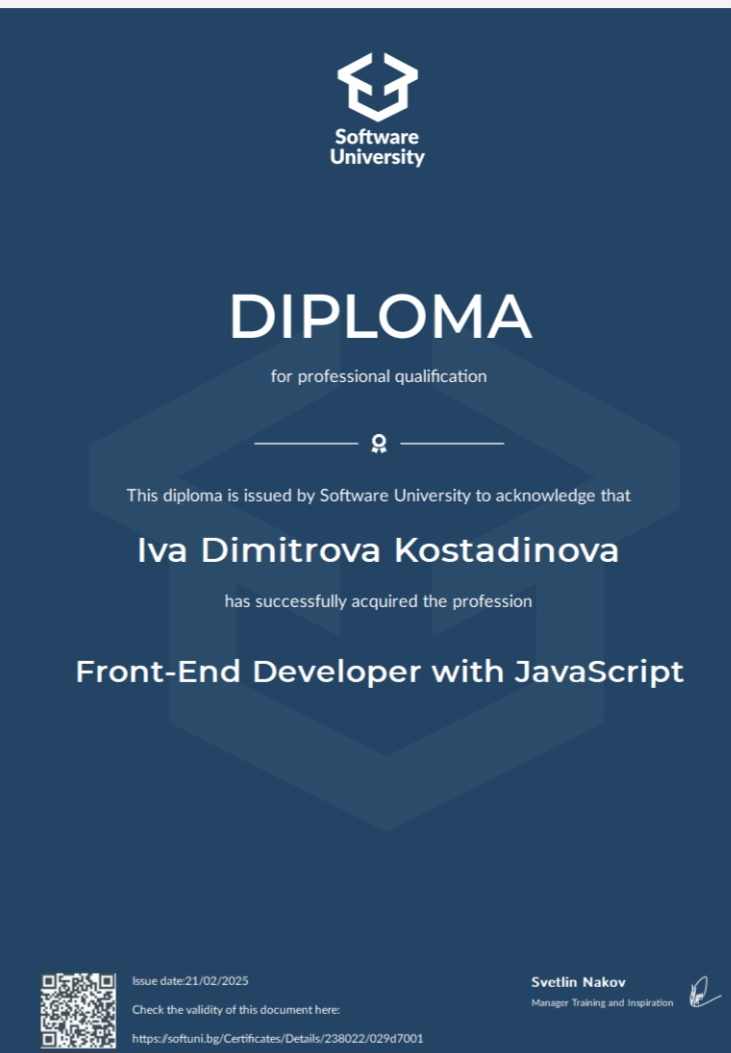 Software
University
DIPLOMA
for professional qualification
This diploma is issued by Software University to acknowledge that
Iva Dimitrova Kostadinova
has successfully acquired the profession
Front-End Developer with JavaScript
Issue date:21/02/2025
Check the validity of this document here:
https://softuni.bg/Certificates/Details/238022/029d7001
Svetlin Nakov
Manager Training and Inspiration